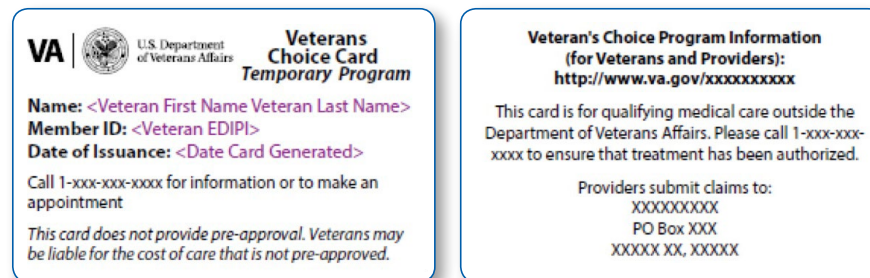 VA
U.S. Department
of Veterans Affairs
Veterans
Choice Card
Temporary Program
Name: <Veteran First Name Veteran Last Name>
Member ID: <Veteran EDIPI>
Date of Issuance: <Date Card Generated>
Call 1-xxx-xxx-xxxx for information or to make an
appointment
This card does not provide pre-approval. Veterans may
be liable for the cost of care that is not pre-approved.
Veteran's Choice Program Information
(for Veterans and Providers):
http://www.va.gov/xxxxxxxxxx
This card is for qualifying medical care outside the
Department of Veterans Affairs. Please call 1-xxx-xxx-
xxxx to ensure that treatment has been authorized.
Providers submit claims to:
XXXXXXXXX
PO Box XXX
XXXXX XX, XXXXX